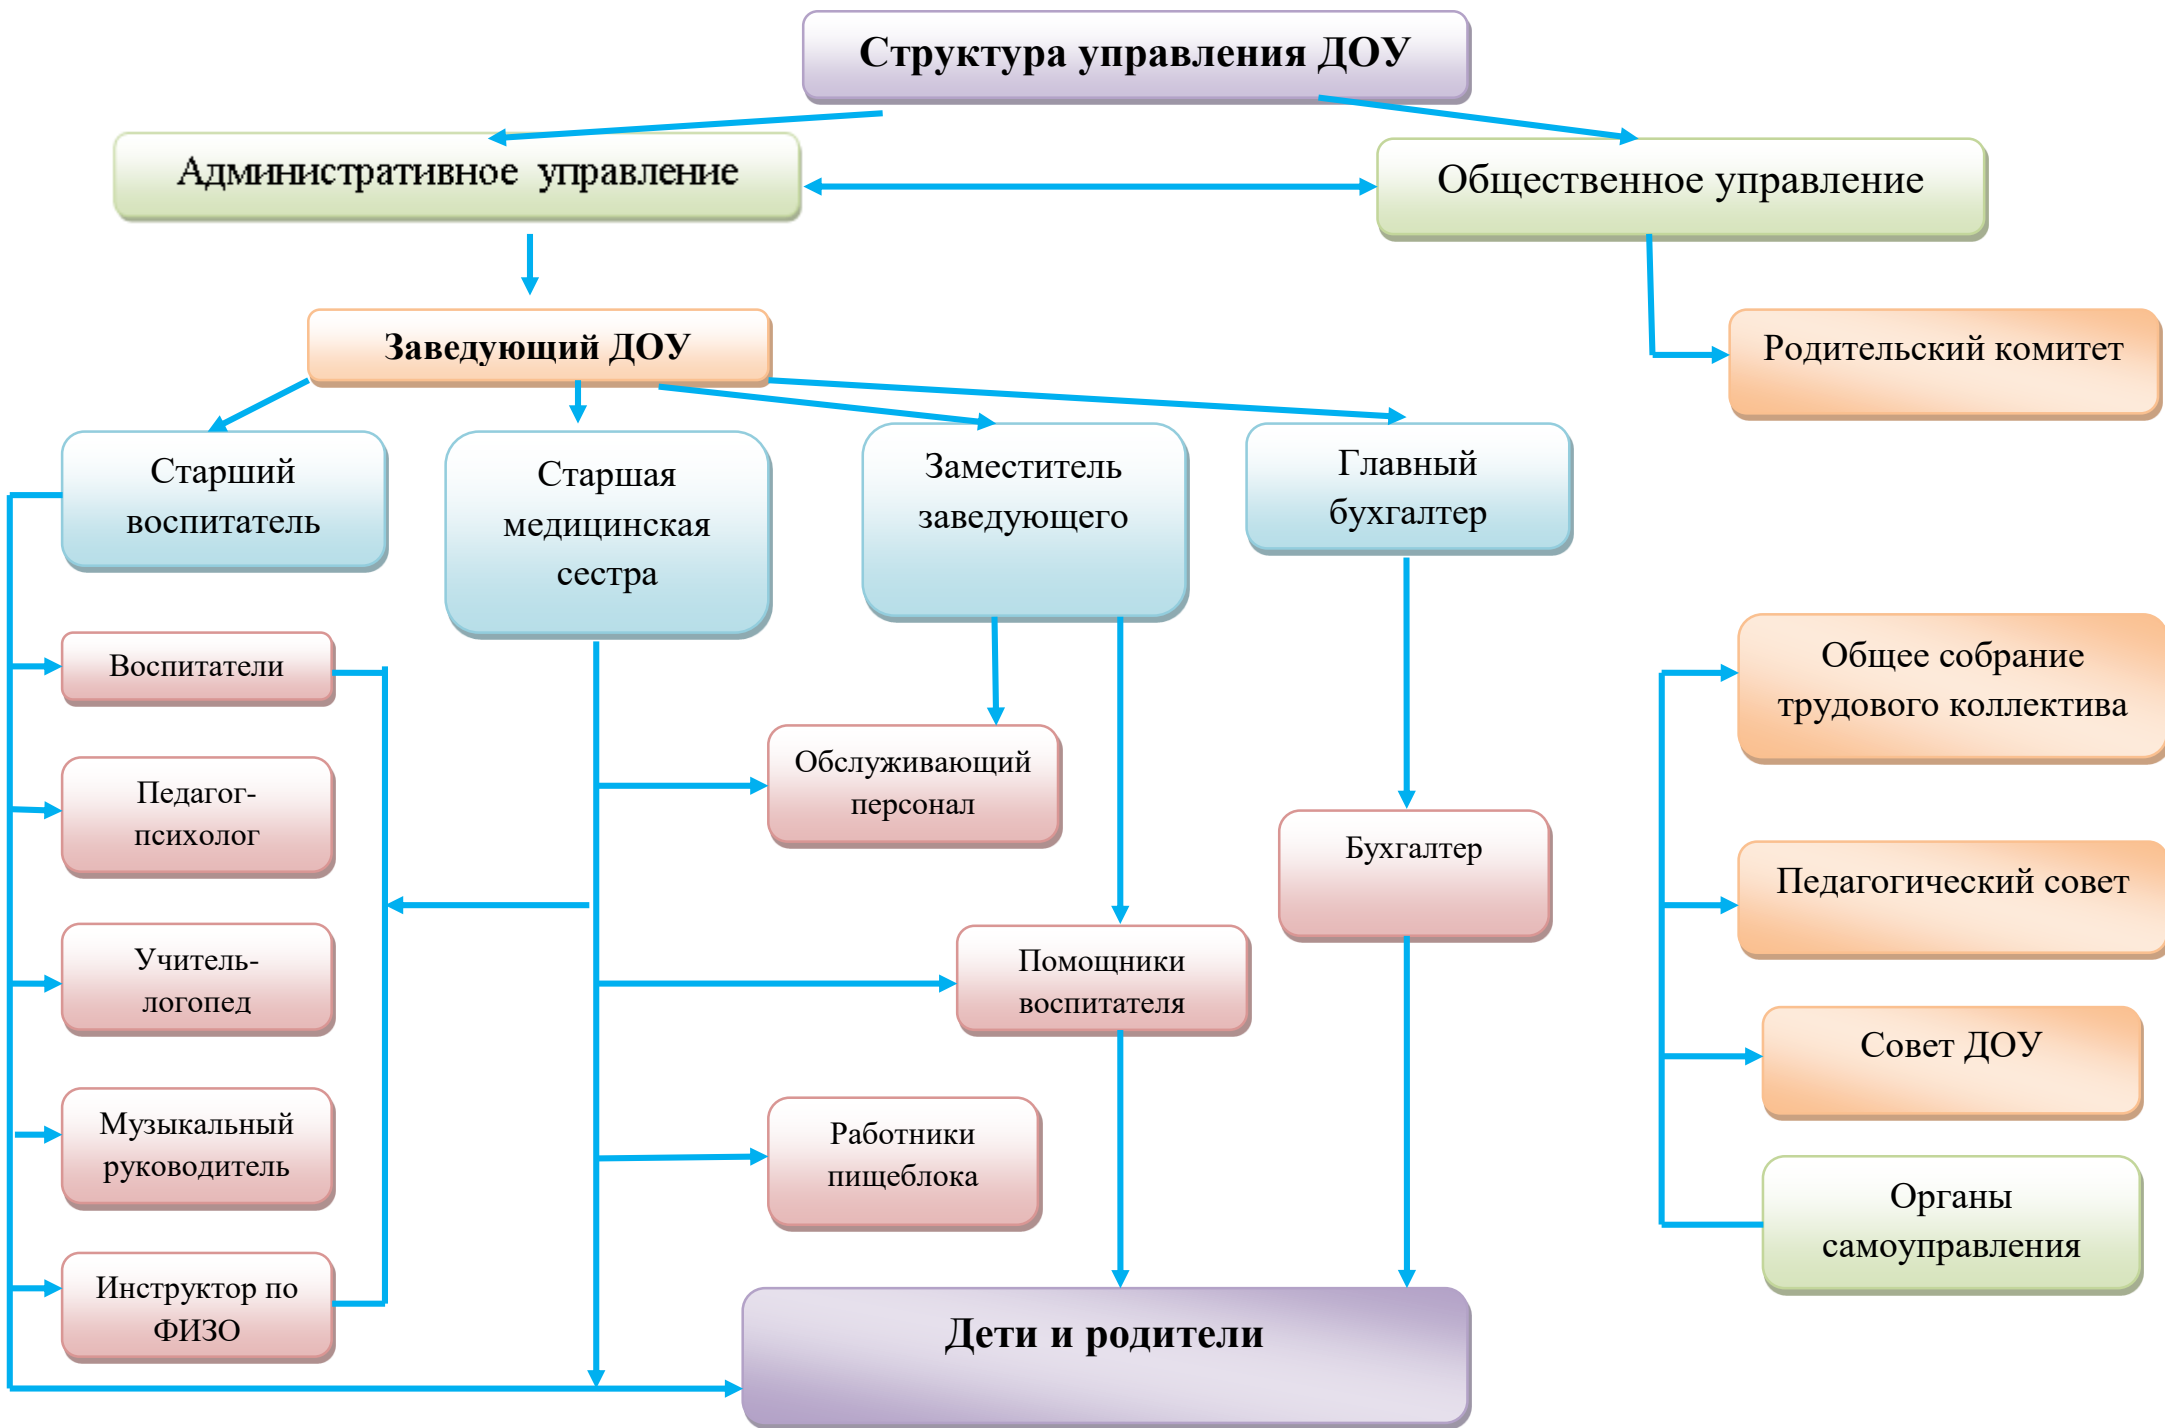 Структура управления ДОУ
Административное управление
Общественное управление
Заведующий ДОУ
Родительский комитет
Старший
воспитатель
Старшая
медицинская
сестра
Заместитель
заведующего
Главный
бухгалтер
Воспитатели
Педагог-
психолог
Учитель-
логопед
Музыкальный
руководитель
Инструктор по
ФИЗО
Обслуживающий
персонал
Помощники
воспитателя
Работники
пищеблока
Бухгалтер
Общее собрание
трудового коллектива
Педагогический совет
Совет ДОУ
Органы
самоуправления
Дети и родители